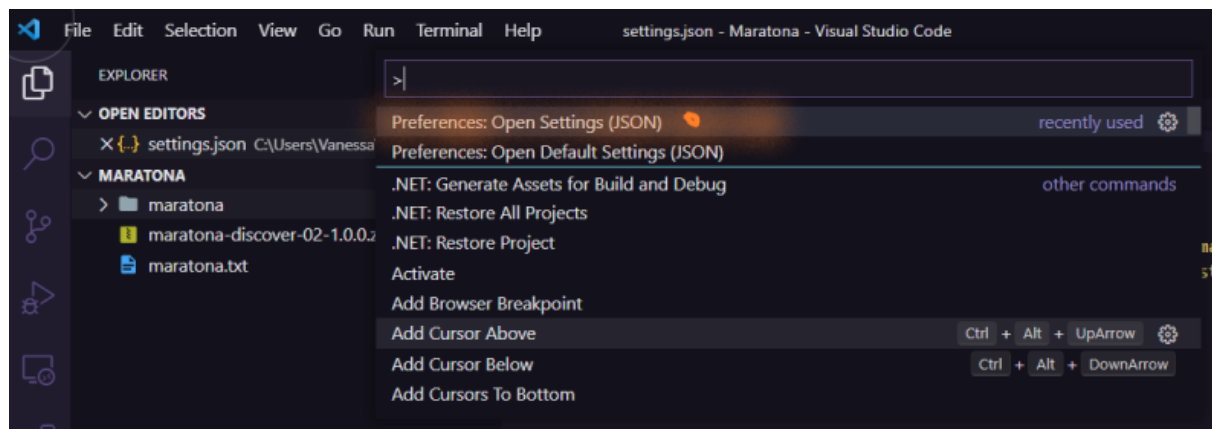 File Edit Selection View Go Run Terminal Help settings.json - Maratona - Visual Studio Code
EXPLORER
>
OPEN EDITORS
Preferences: Open Settings (JSON) recently used
settings.json C:\Users\Vanessa
Preferences: Open Default Settings (JSON)
MARATONA
.NET: Generate Assets for Build and Debug other commands
maratona
.NET: Restore All Projects
maratona-discover-02-1.0.0.z
.NET: Restore Project
maratona.txt
Activate
Add Browser Breakpoint
Add Cursor Above Ctrl + Alt + UpArrow
Add Cursor Below Ctrl + Alt + DownArrow
Add Cursors To Bottom